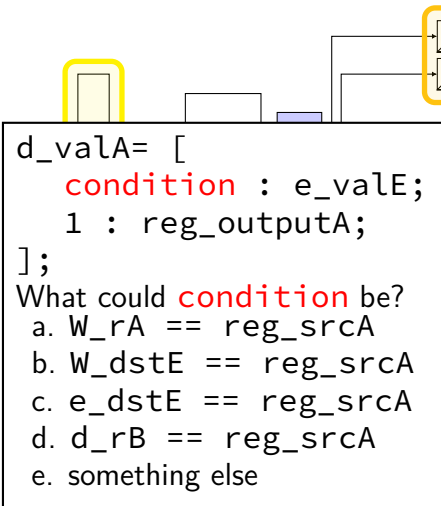 d_valA= [
condition : e_valE;
1 : reg_outputA;
];
What could condition be?
a. W_rA == reg_srcA
b. W_dstE == reg_srcA
c. e_dstE == reg_srcA
d. d_rB == reg_srcA
e. something else